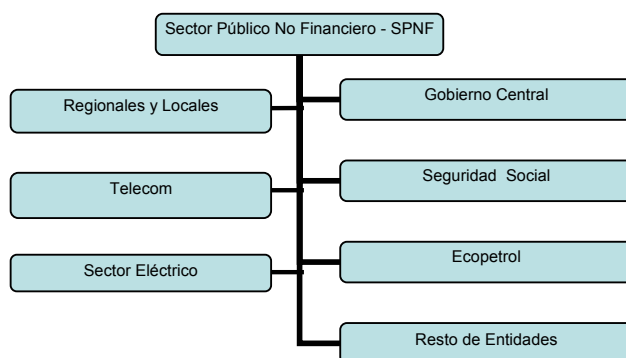 Sector Público No Financiero - SPNF
Regionales y Locales
Gobierno Central
Telecom
Seguridad Social
Sector Eléctrico
Ecopetrol
Resto de Entidades